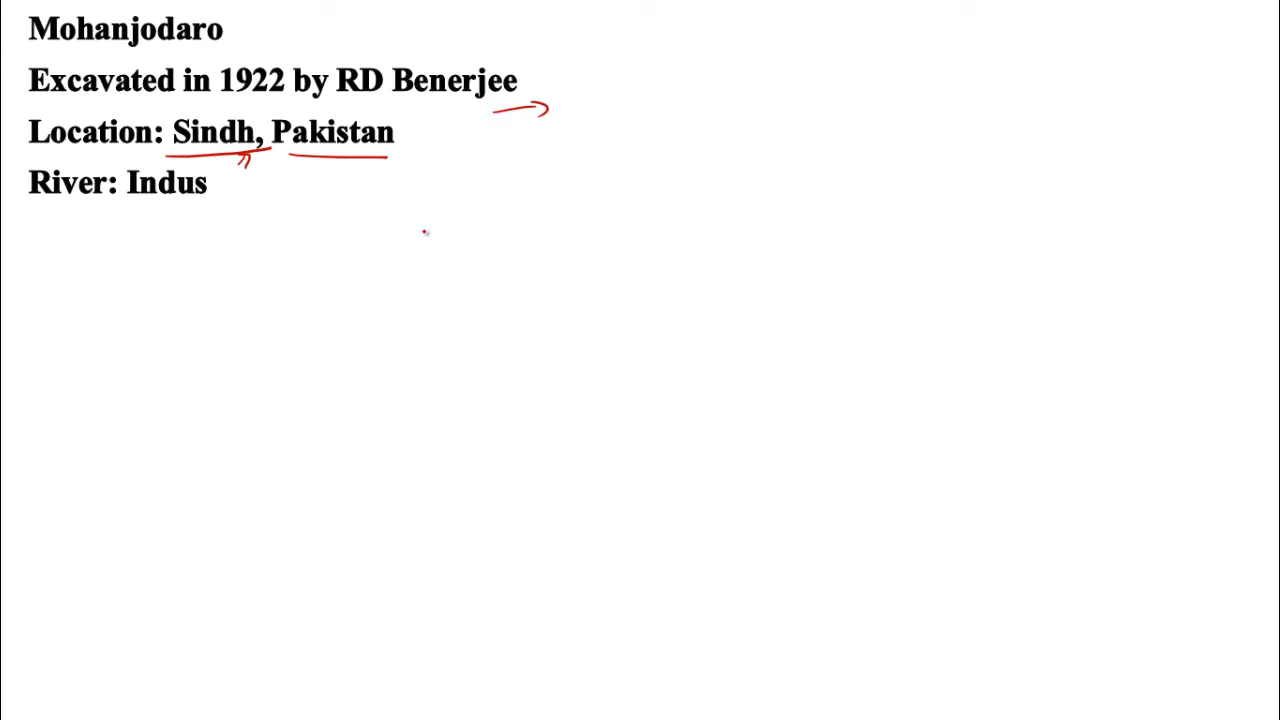 Mohanjodaro
Excavated in 1922 by RD Benerjee
Location: Sindh, Pakistan
River: Indus